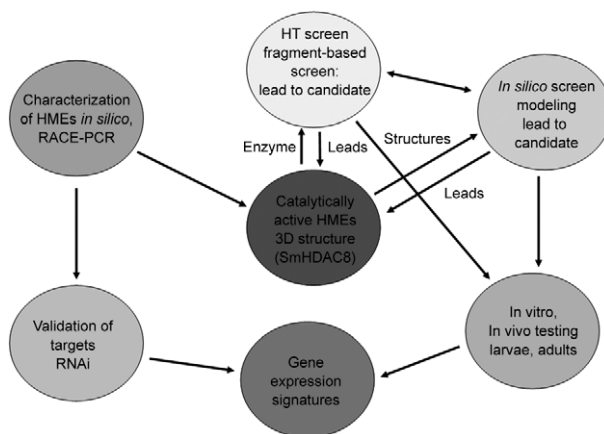 HT screen
fragment-based
screen:
lead to candidate
Characterization
of HMEs in silico,
RACE-PCR
In silico screen
modeling
lead to
candidate
Enzyme
Leads
Structures
Leads
Catalytically
active HMEs
3D structure
(SmHDAC8)
Validation of
targets
RNAi
Gene
expression
signatures
In vitro,
In vivo testing
larvae, adults